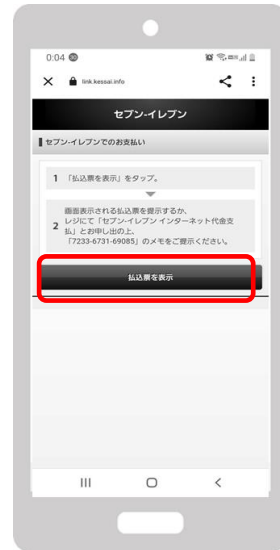 0:04
link.kessai.info
セブン-イレブン
セブン-イレブンでのお支払い
1 「払込票を表示」をタップ。
画面表示される払込票を提示するか、
2 レジにて「セブン-イレブン インターネット代金支
払」とお申し出の上、
「7233-6731-69085」のメモをご提示ください。
払込票を表示